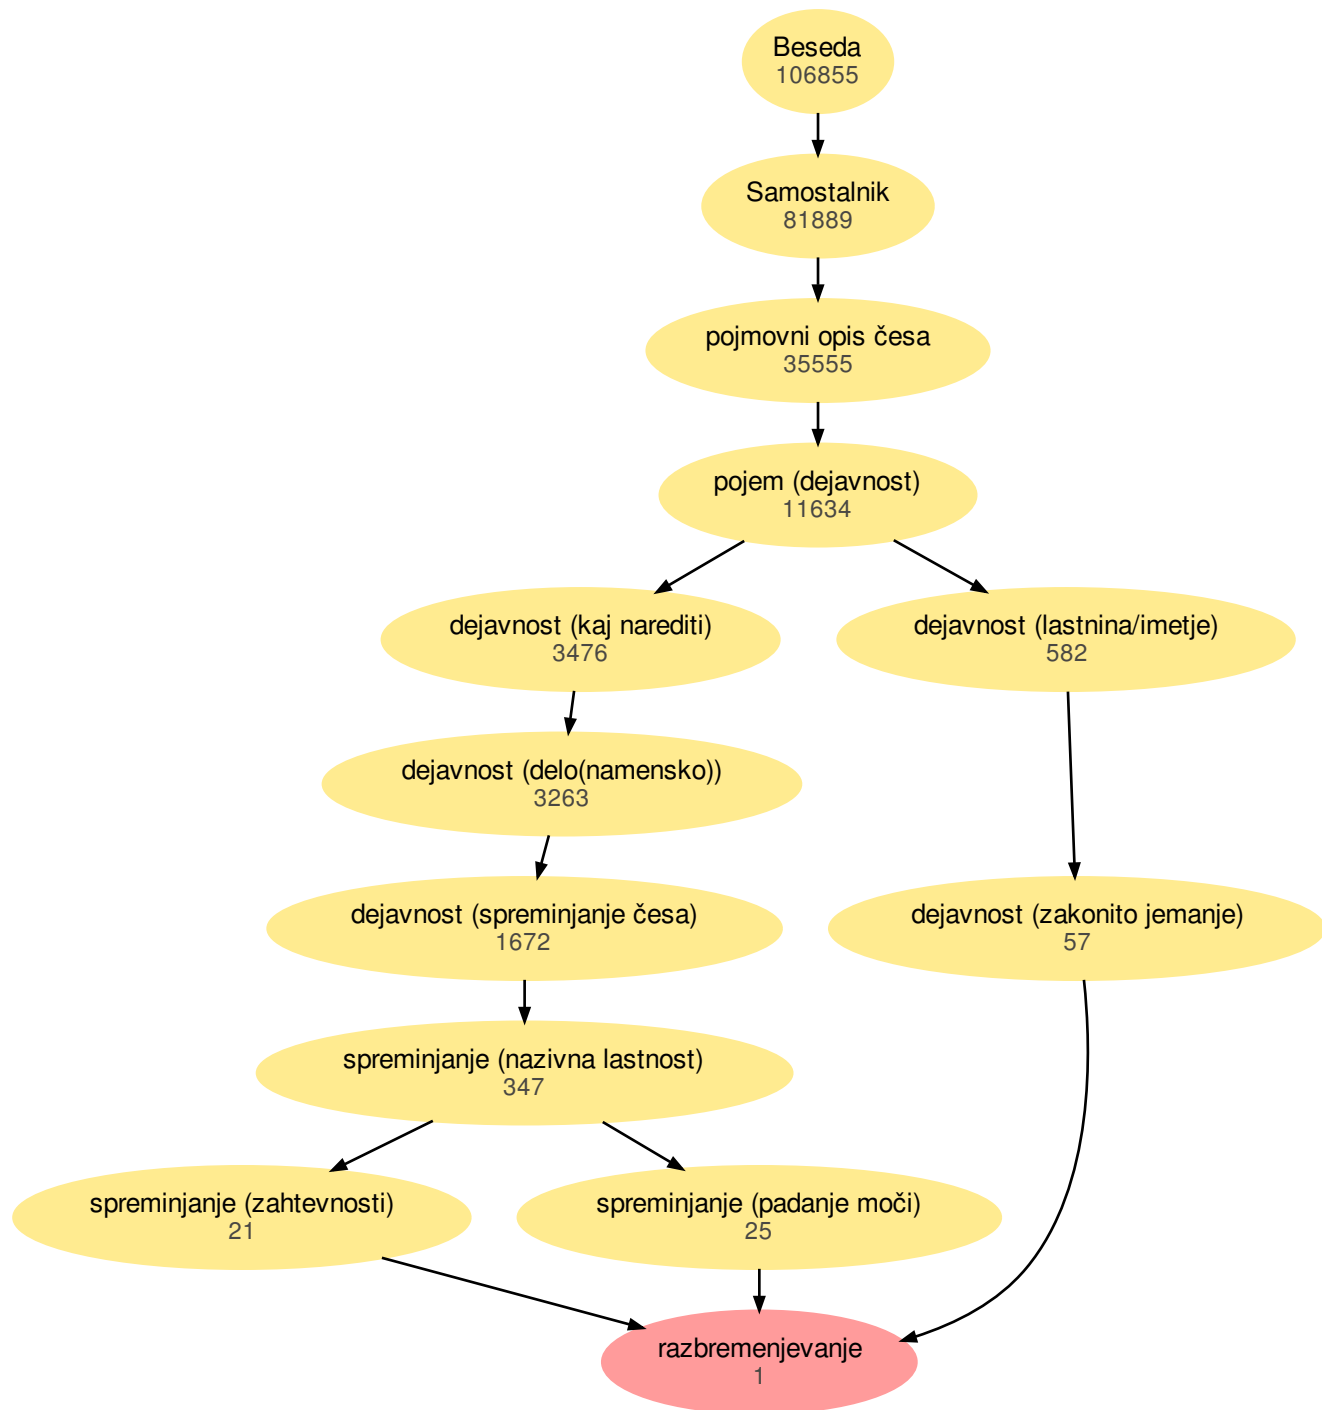 Beseda
106855
Samostalnik
81889
pojmovni opis česa
35555
pojem (dejavnost)
11634
dejavnost (kaj narediti)
3476
dejavnost (lastnina/imetje)
582
dejavnost (delo(namensko))
3263
dejavnost (spreminjanje česa)
1672
dejavnost (zakonito jemanje)
57
spreminjanje (nazivna lastnost)
347
spreminjanje (zahtevnosti)
21
spreminjanje (padanje moči)
25
razbremenjevanje
1